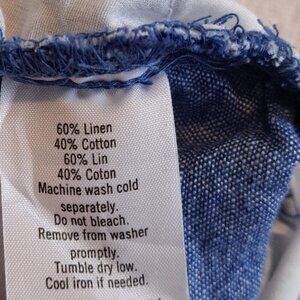 60% Linen
40% Cotton
60% Lin
40% Coton
Machine wash cold
separately.
Do not bleach.
Remove from washer
promptly.
Tumble dry low.
Cool iron if needed.